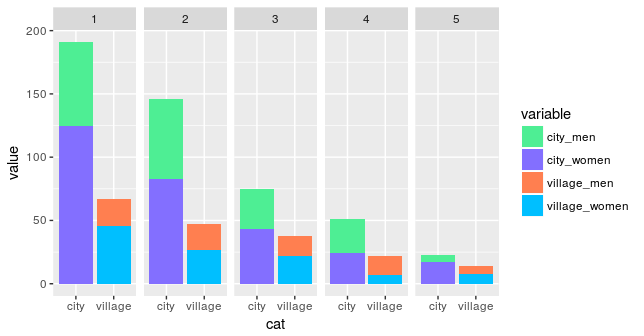 1 2 3 4 5
value
200
150
100
50
0
city village city village city village city village city village
cat
variable
city_men
city_women
village_men
village_women